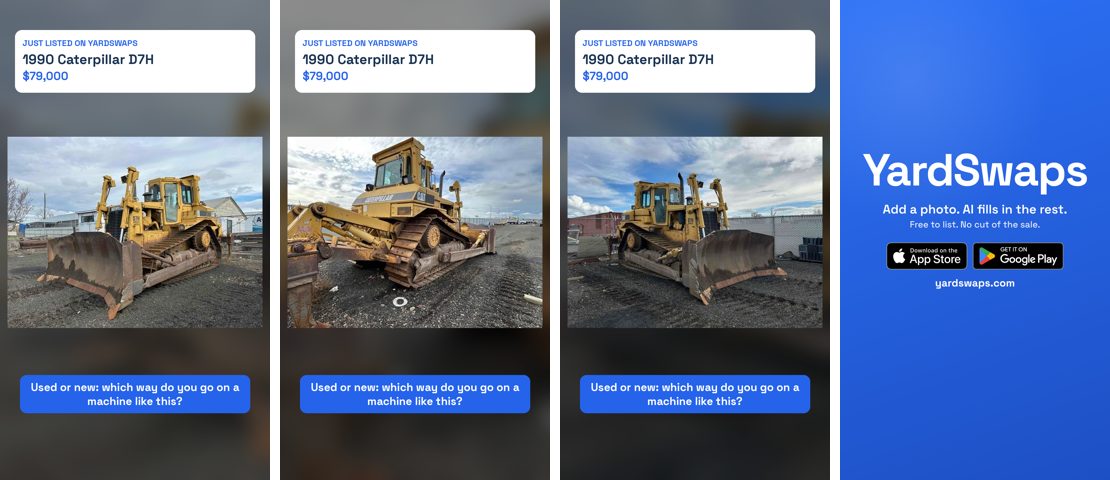 JUST LISTED ON YARDSWAPS
1990 Caterpillar D7H
$79,000
Used or new: which way do you go on a
machine like this?
JUST LISTED ON YARDSWAPS
1990 Caterpillar D7H
$79,000
CATERPILLAR
Used or new: which way do you go on a
machine like this?
JUST LISTED ON YARDSWAPS
1990 Caterpillar D7H
$79,000
Used or new: which way do you go on a
machine like this?
YardSwaps
Add a photo. AI fills in the rest.
Free to list. No cut of the sale.
Download on the
App Store
GET IT ON
Google Play
yardswaps.com